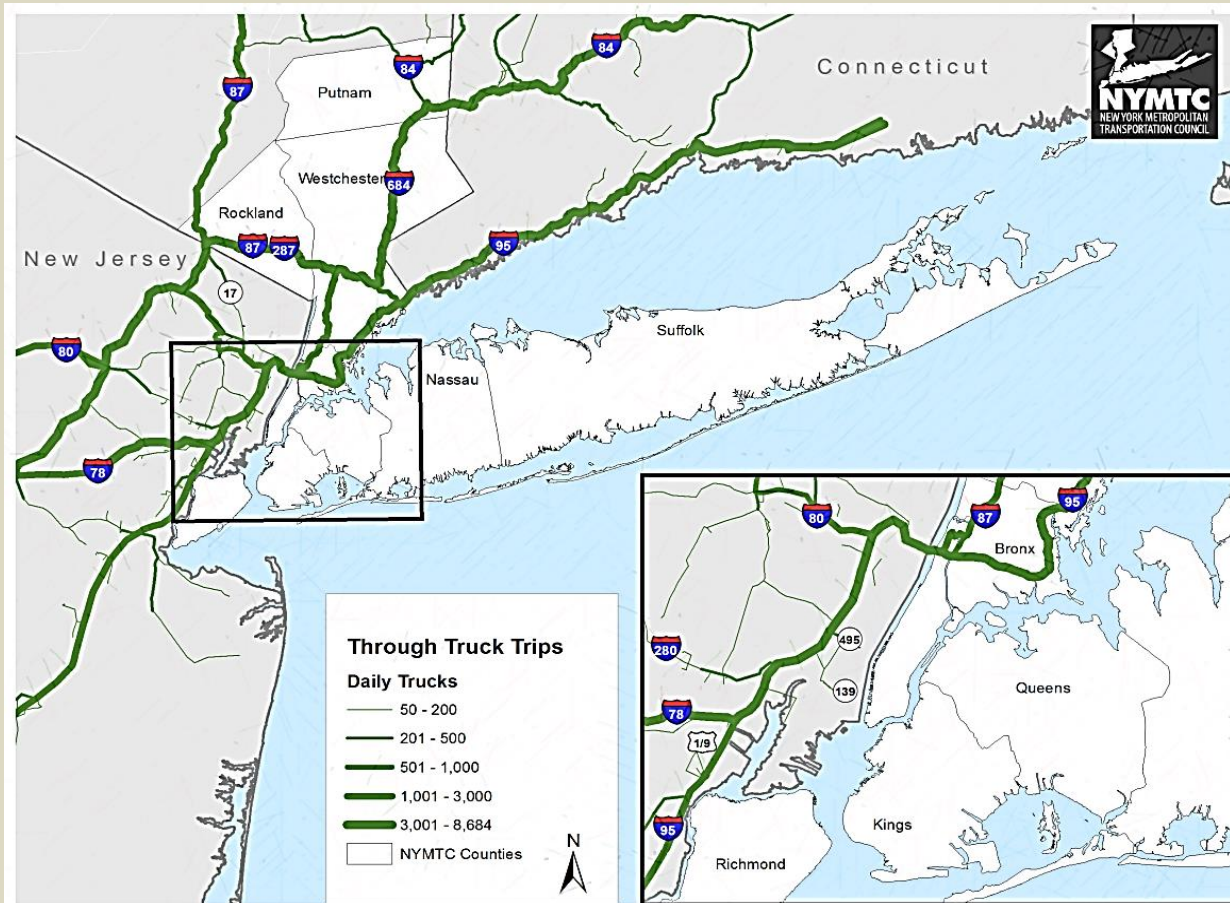 84
87
84
Connecticut
NYMTC
NEW YORK METROPOLITAN
TRANSPORTATION COUNCIL
Putnam
Westchester
684
Rockland
87
287
95
New Jersey
17
80
Suffolk
Nassau
78
Through Truck Trips
Daily Trucks
50 - 200
201 - 500
501 - 1,000
1,001 - 3,000
3,001 - 8,684
NYMTC Counties
N
80
87
95
Bronx
495
280
139
Queens
78
1/9
95
Kings
Richmond